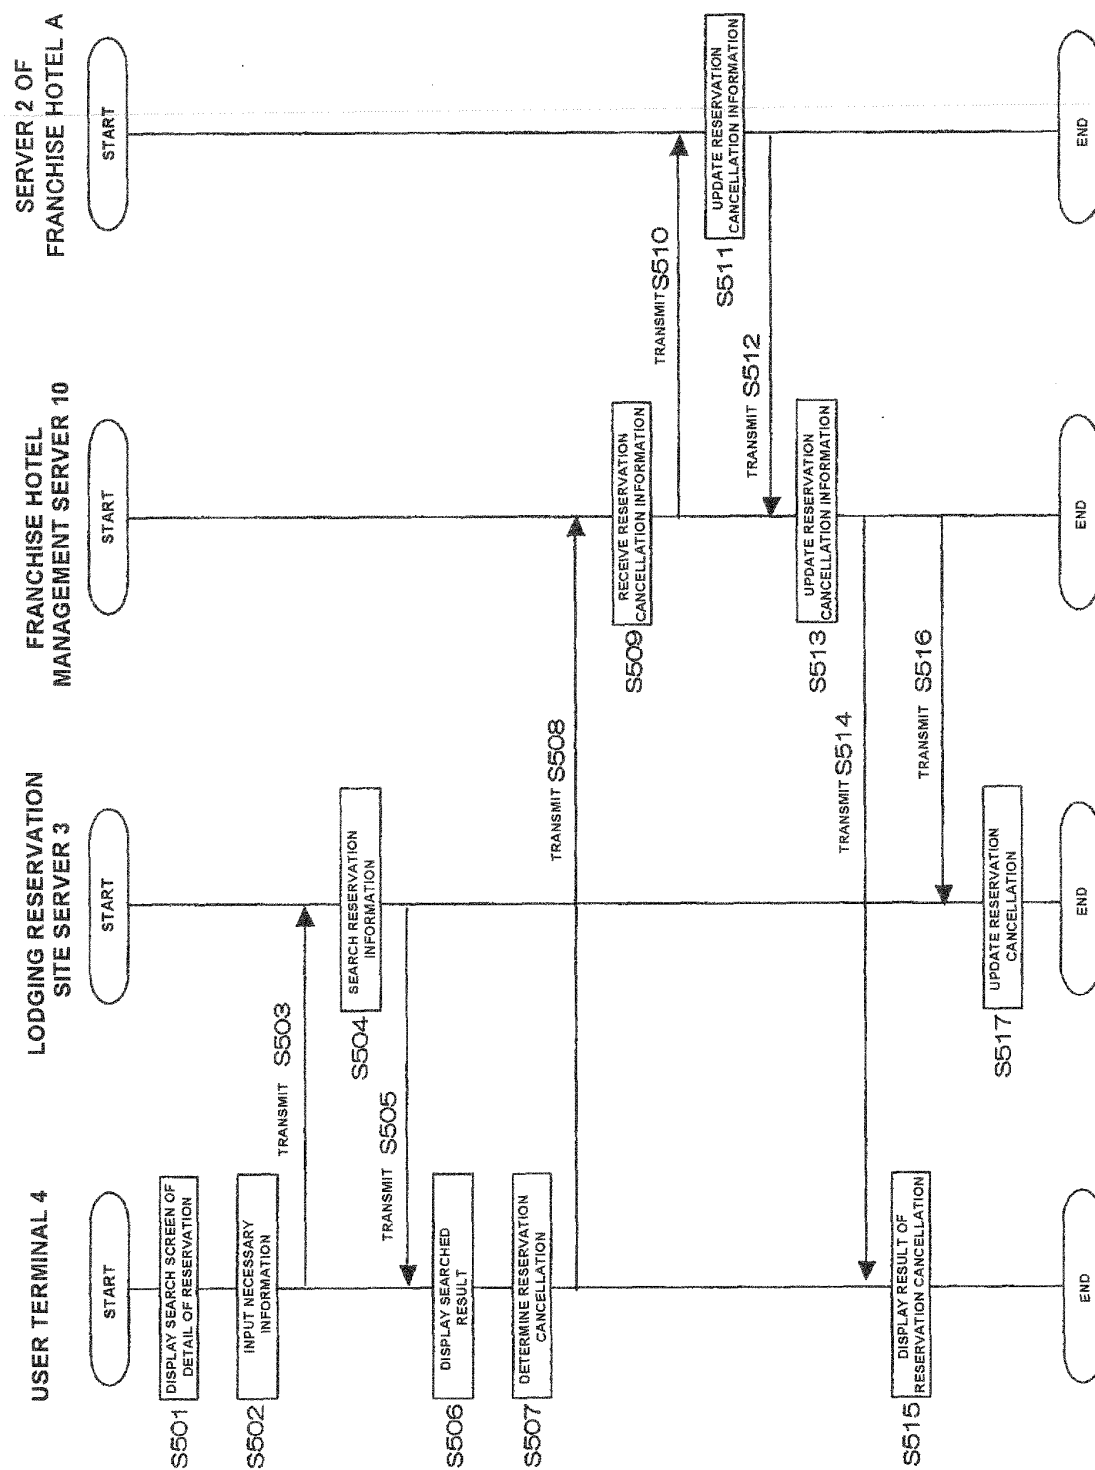 USER TERMINAL 4
LODGING RESERVATION
SITE SERVER 3
FRANCHISE HOTEL
MANAGEMENT SERVER 10
SERVER 2 OF
FRANCHISE HOTEL A
START
START
START
START
S501
DISPLAY SEARCH SCREEN OF
DETAIL OF RESERVATION
S502
INPUT NECESSARY
INFORMATION
TRANSMIT S503
S504
SEARCH RESERVATION
INFORMATION
TRANSMIT S505
S506
DISPLAY SEARCHED
RESULT
S507
DETERMINE RESERVATION
CANCELLATION
TRANSMIT S508
S509
RECEIVE RESERVATION
CANCELLATION INFORMATION
TRANSMIT S510
S511
UPDATE RESERVATION
CANCELLATION INFORMATION
TRANSMIT S512
S513
UPDATE RESERVATION
CANCELLATION INFORMATION
TRANSMIT S514
S515
DISPLAY RESULT OF
RESERVATION CANCELLATION
TRANSMIT S516
S517
UPDATE RESERVATION
CANCELLATION
END
END
END
END